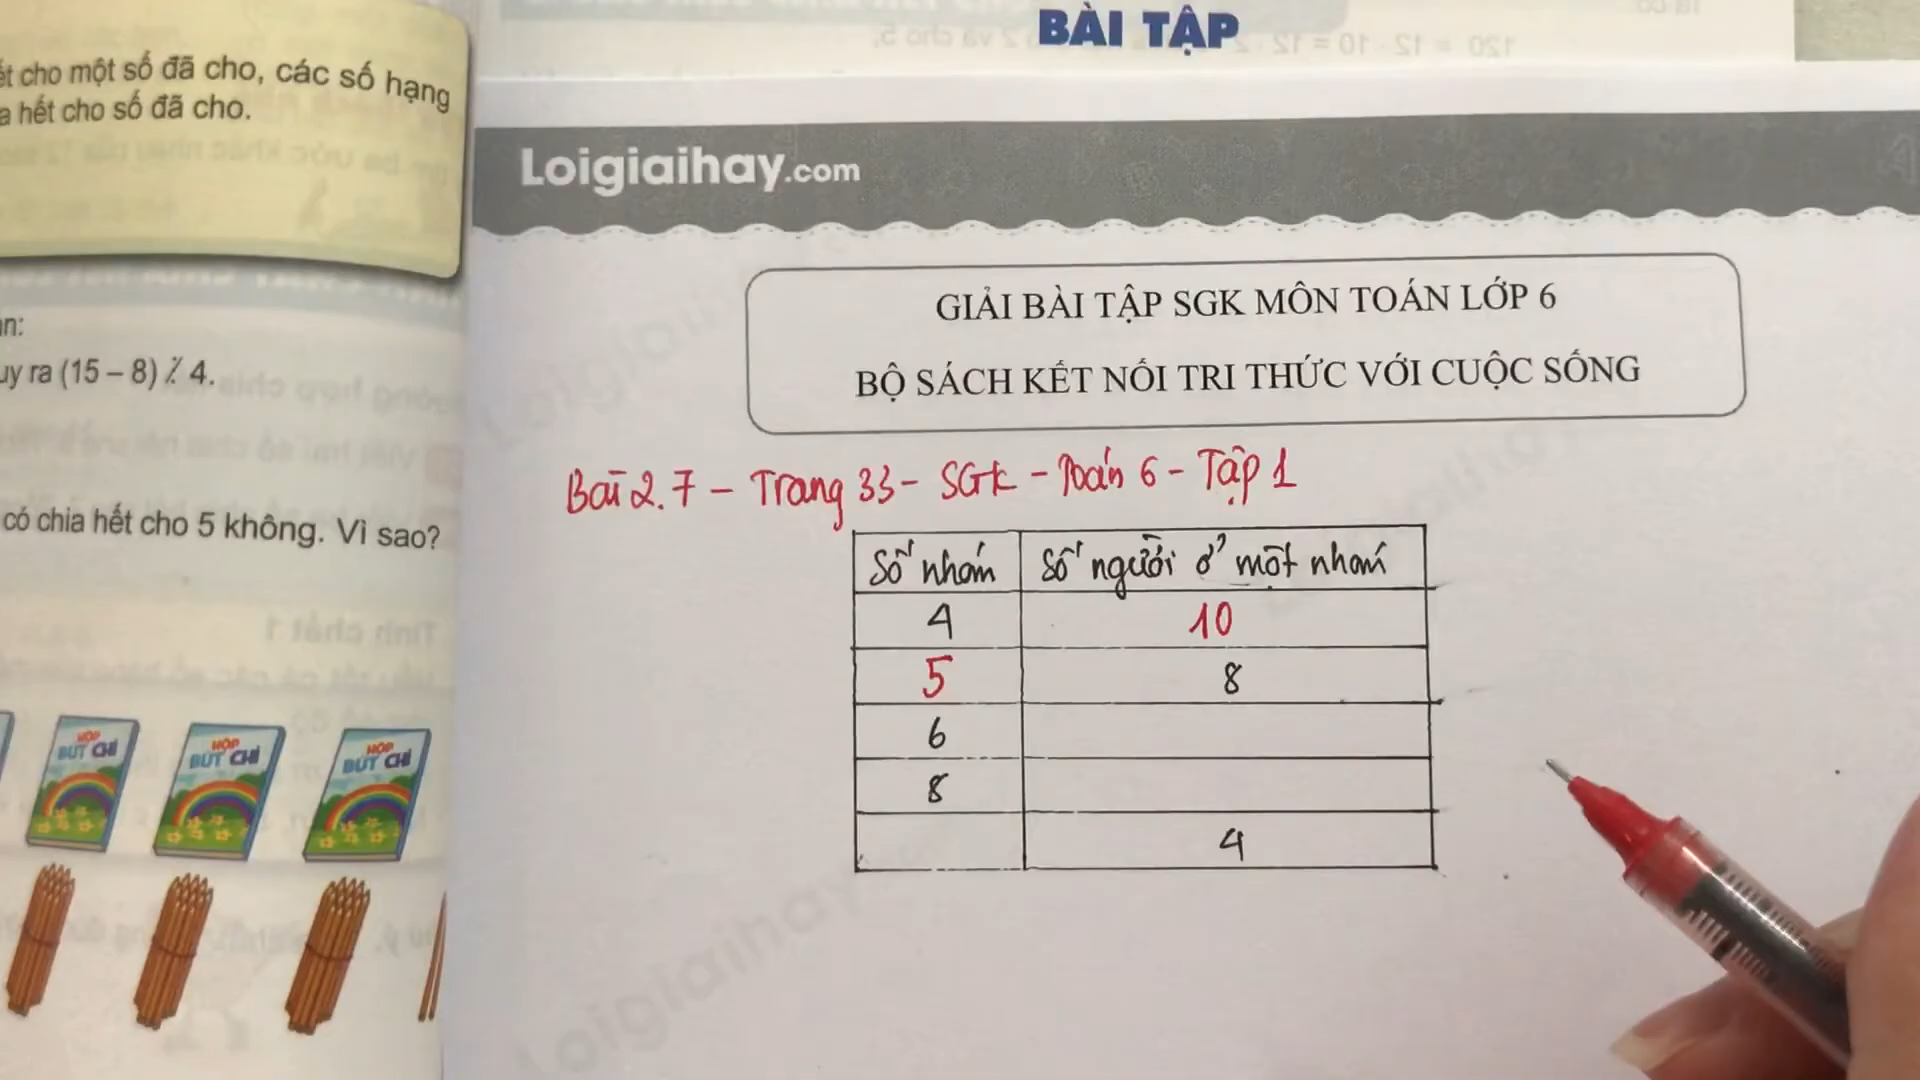 ết cho một số đã cho, các số hạng
a hết cho số đã cho.
ân:
uy ra (15 – 8) ⋮̸ 4.
có chia hết cho 5 không. Vì sao?
HỘP
BÚT CHÌ
HỘP
BÚT CHÌ
HỘP
BÚT CHÌ
BÀI TẬP
Loigiaihay.com
GIẢI BÀI TẬP SGK MÔN TOÁN LỚP 6
BỘ SÁCH KẾT NỐI TRI THỨC VỚI CUỘC SỐNG
Bài 2.7 – Trang 33 – SGK – Toán 6 – Tập 1
Số nhóm Số người ở một nhóm
4 10
5 8
6
8
4